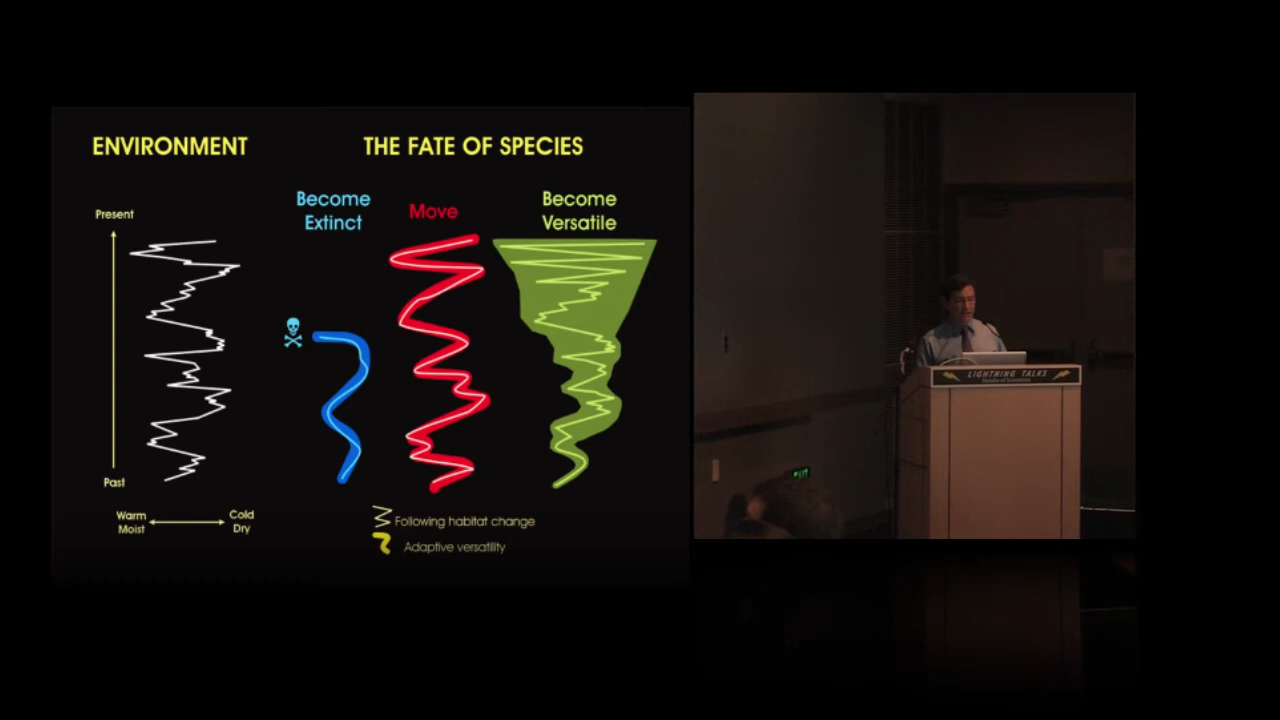 ENVIRONMENT
THE FATE OF SPECIES
Become
Extinct
Move
Become
Versatile
Present
Past
Warm
Moist
Cold
Dry
Following habitat change
Adaptive versatility
LIGHTNING TALKS
EXIT